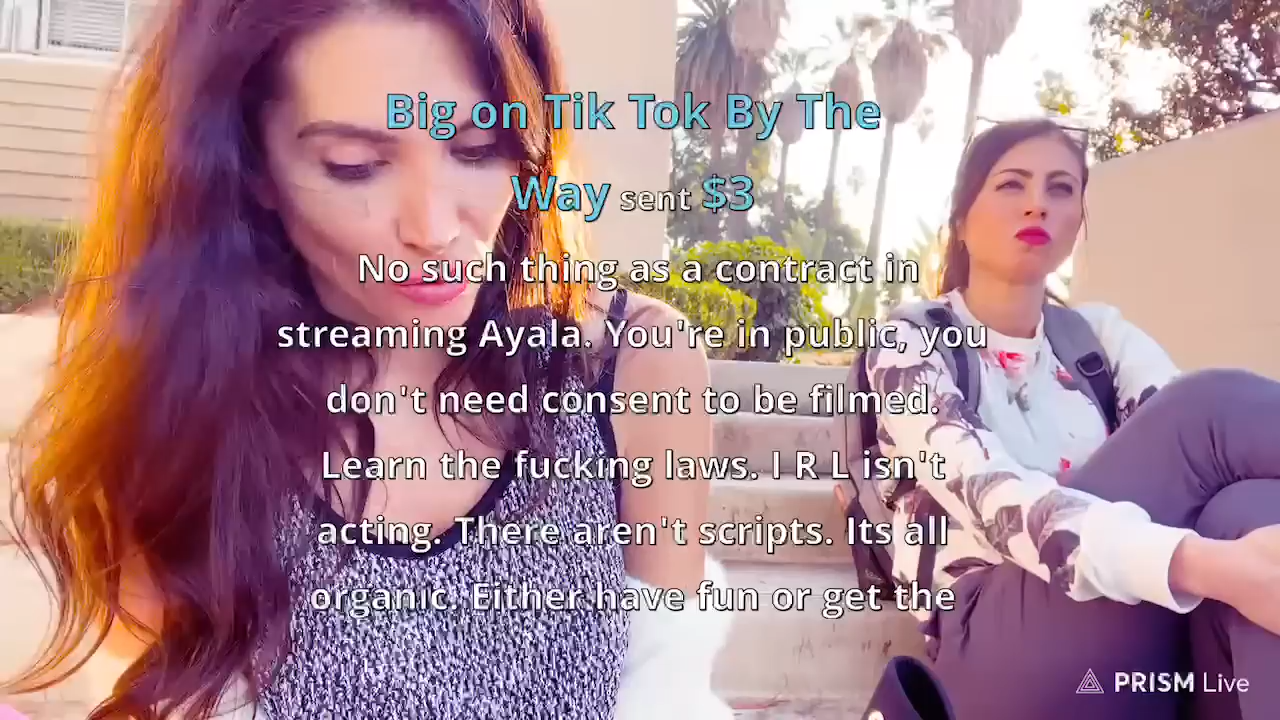 Big on Tik Tok By The
Way sent $3
No such thing as a contract in
streaming Ayala. You're in public, you
don't need consent to be filmed.
Learn the fucking laws. I R L isn't
acting. There aren't scripts. Its all
organic. Either have fun or get the
PRISM Live